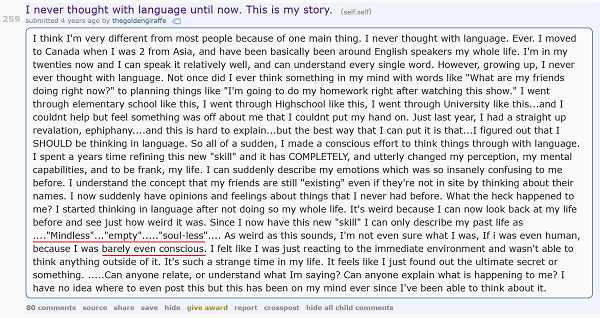 I never thought with language until now. This is my story. (self.self)
259
submitted 4 years ago by thegoldengiraffe
I think I'm very different from most people because of one main thing. I never thought with language. Ever. I moved
to Canada when I was 2 from Asia, and have been basically been around English speakers my whole life. I'm in my
twenties now and I can speak it relatively well, and can understand every single word. However, growing up, I never
ever thought with language. Not once did I ever think something in my mind with words like "What are my friends
doing right now?" to planning things like "I'm going to do my homework right after watching this show." I went
through elementary school like this, I went through Highschool like this, I went through University like this...and I
couldnt help but feel something was off about me that I couldnt put my hand on. Just last year, I had a straight up
revalation, ephiphany....and this is hard to explain...but the best way that I can put it is that...I figured out that I
SHOULD be thinking in language. So all of a sudden, I made a conscious effort to think things through with language.
I spent a years time refining this new "skill" and it has COMPLETELY, and utterly changed my perception, my mental
capabilities, and to be frank, my life. I can suddenly describe my emotions which was so insanely confusing to me
before. I understand the concept that my friends are still "existing" even if they're not in site by thinking about their
names. I now suddenly have opinions and feelings about things that I never had before. What the heck happened to
me? I started thinking in language after not doing so my whole life. It's weird because I can now look back at my life
before and see just how weird it was. Since I now have this new "skill" I can only describe my past life as
...."Mindless"..."empty"....."soul-less".... As weird as this sounds, I'm not even sure what I was, If i was even human,
because I was barely even conscious. I felt like I was just reacting to the immediate environment and wasn't able to
think anything outside of it. It's such a strange time in my life. It feels like I just found out the ultimate secret or
something. .....Can anyone relate, or understand what Im saying? Can anyone explain what is happening to me? I
have no idea where to even post this but this has been on my mind ever since I've been able to think about it.
80 comments source share save hide give award report crosspost hide all child comments